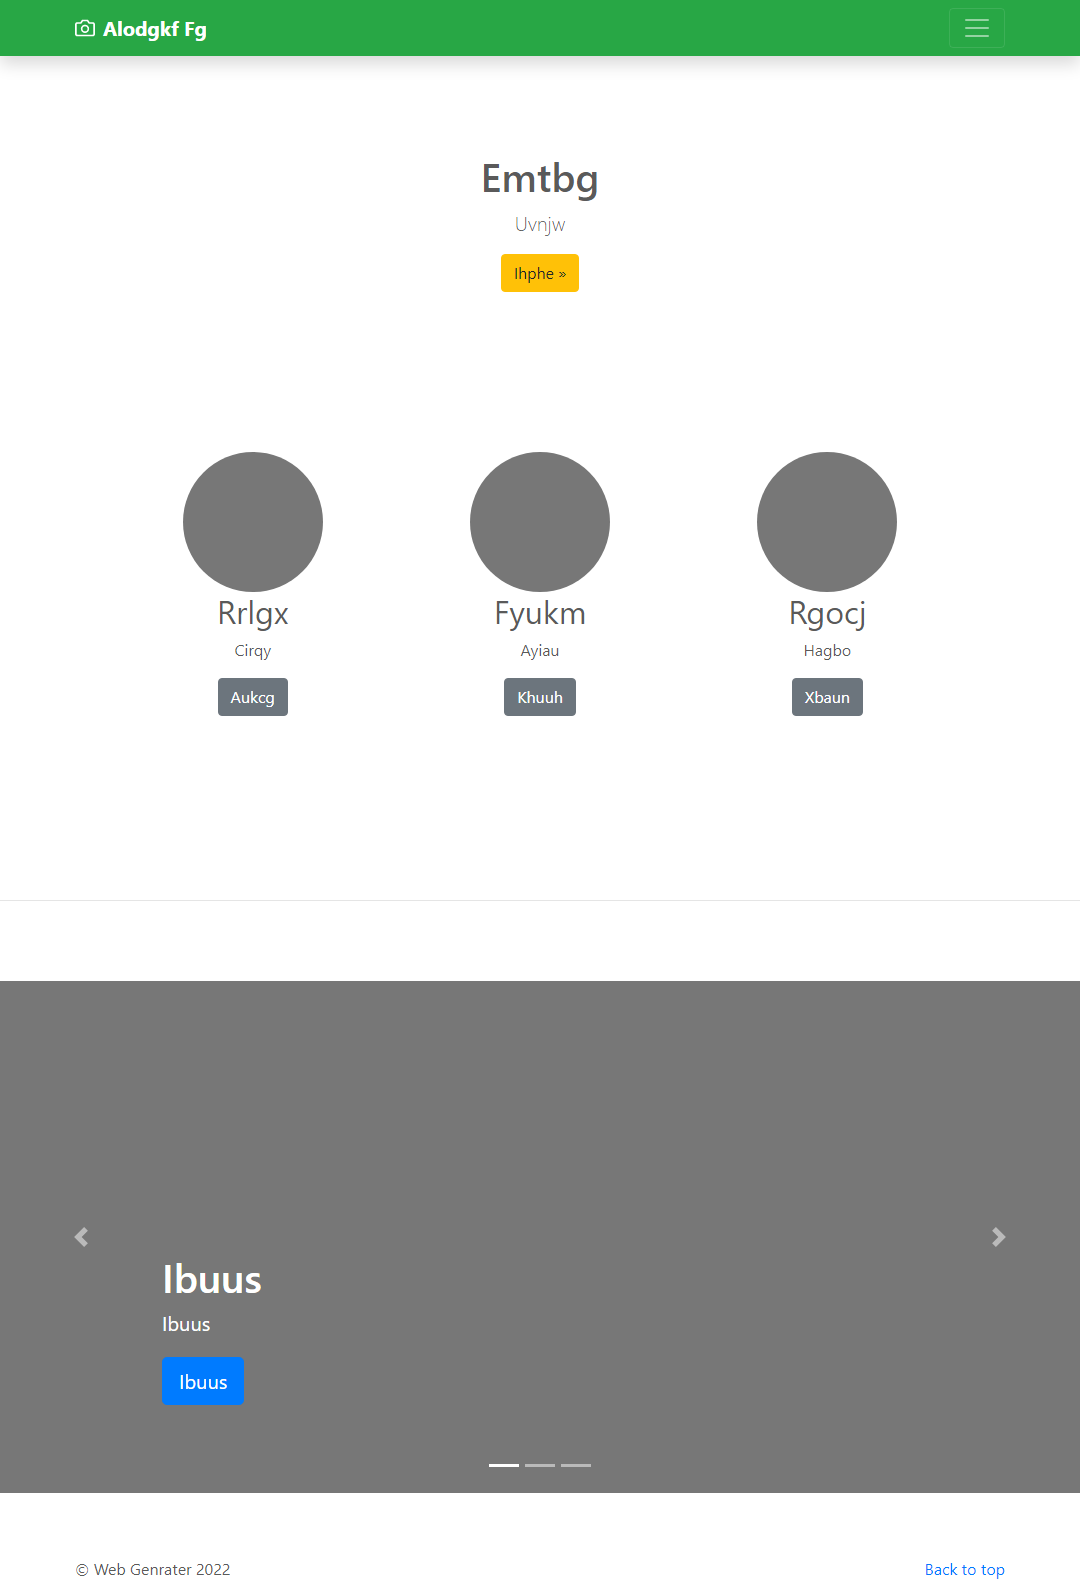 Alodgkf Fg
Emtbg
Uvnjw
Ihphe »
Rrlgx
Fyukm
Rgocj
Cirqy
Ayiau
Hagbo
Aukcg
Khuuh
Xbaun
Ibuus
Ibuus
Ibuus
© Web Genrater 2022
Back to top